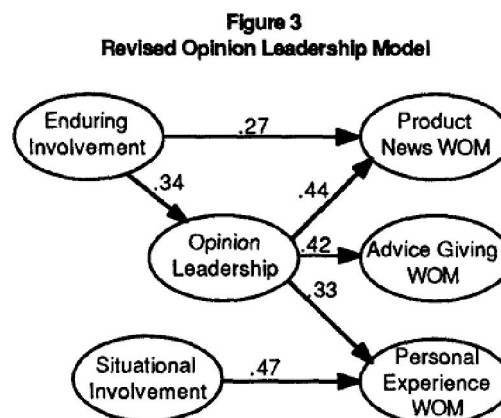 Figure 3
Revised Opinion Leadership Model
Enduring
Involvement
.27
Product
News WOM
.34
.44
Opinion
Leadership
.42
Advice Giving
WOM
.33
Situational
Involvement
.47
Personal
Experience
WOM